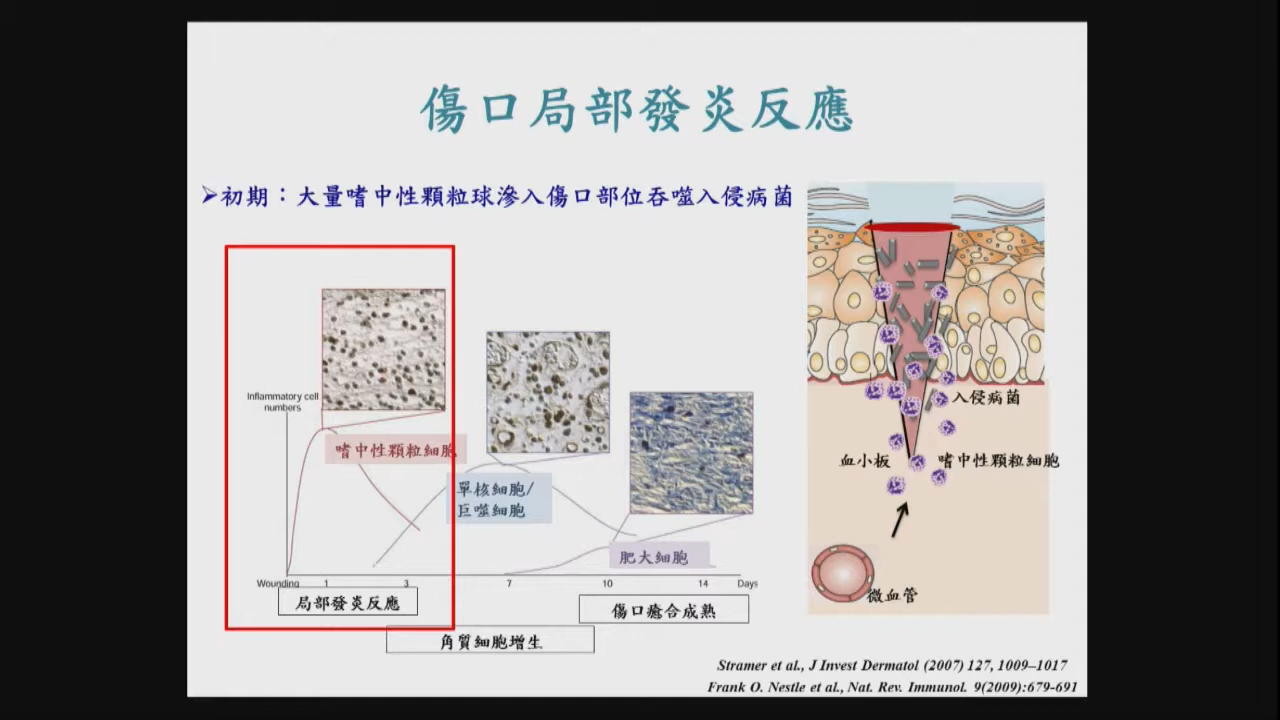 傷口局部發炎反應
➢初期：大量嗜中性顆粒球滲入傷口部位吞噬入侵病菌
Inflammatory cell
numbers
嗜中性顆粒細胞
單核細胞/
巨噬細胞
肥大細胞
Wounding 1 3 7 10 14 Days
局部發炎反應
傷口癒合成熟
角質細胞增生
入侵病菌
血小板
嗜中性顆粒細胞
微血管
Stramer et al., J Invest Dermatol (2007) 127, 1009–1017
Frank O. Nestle et al., Nat. Rev. Immunol. 9(2009):679-691